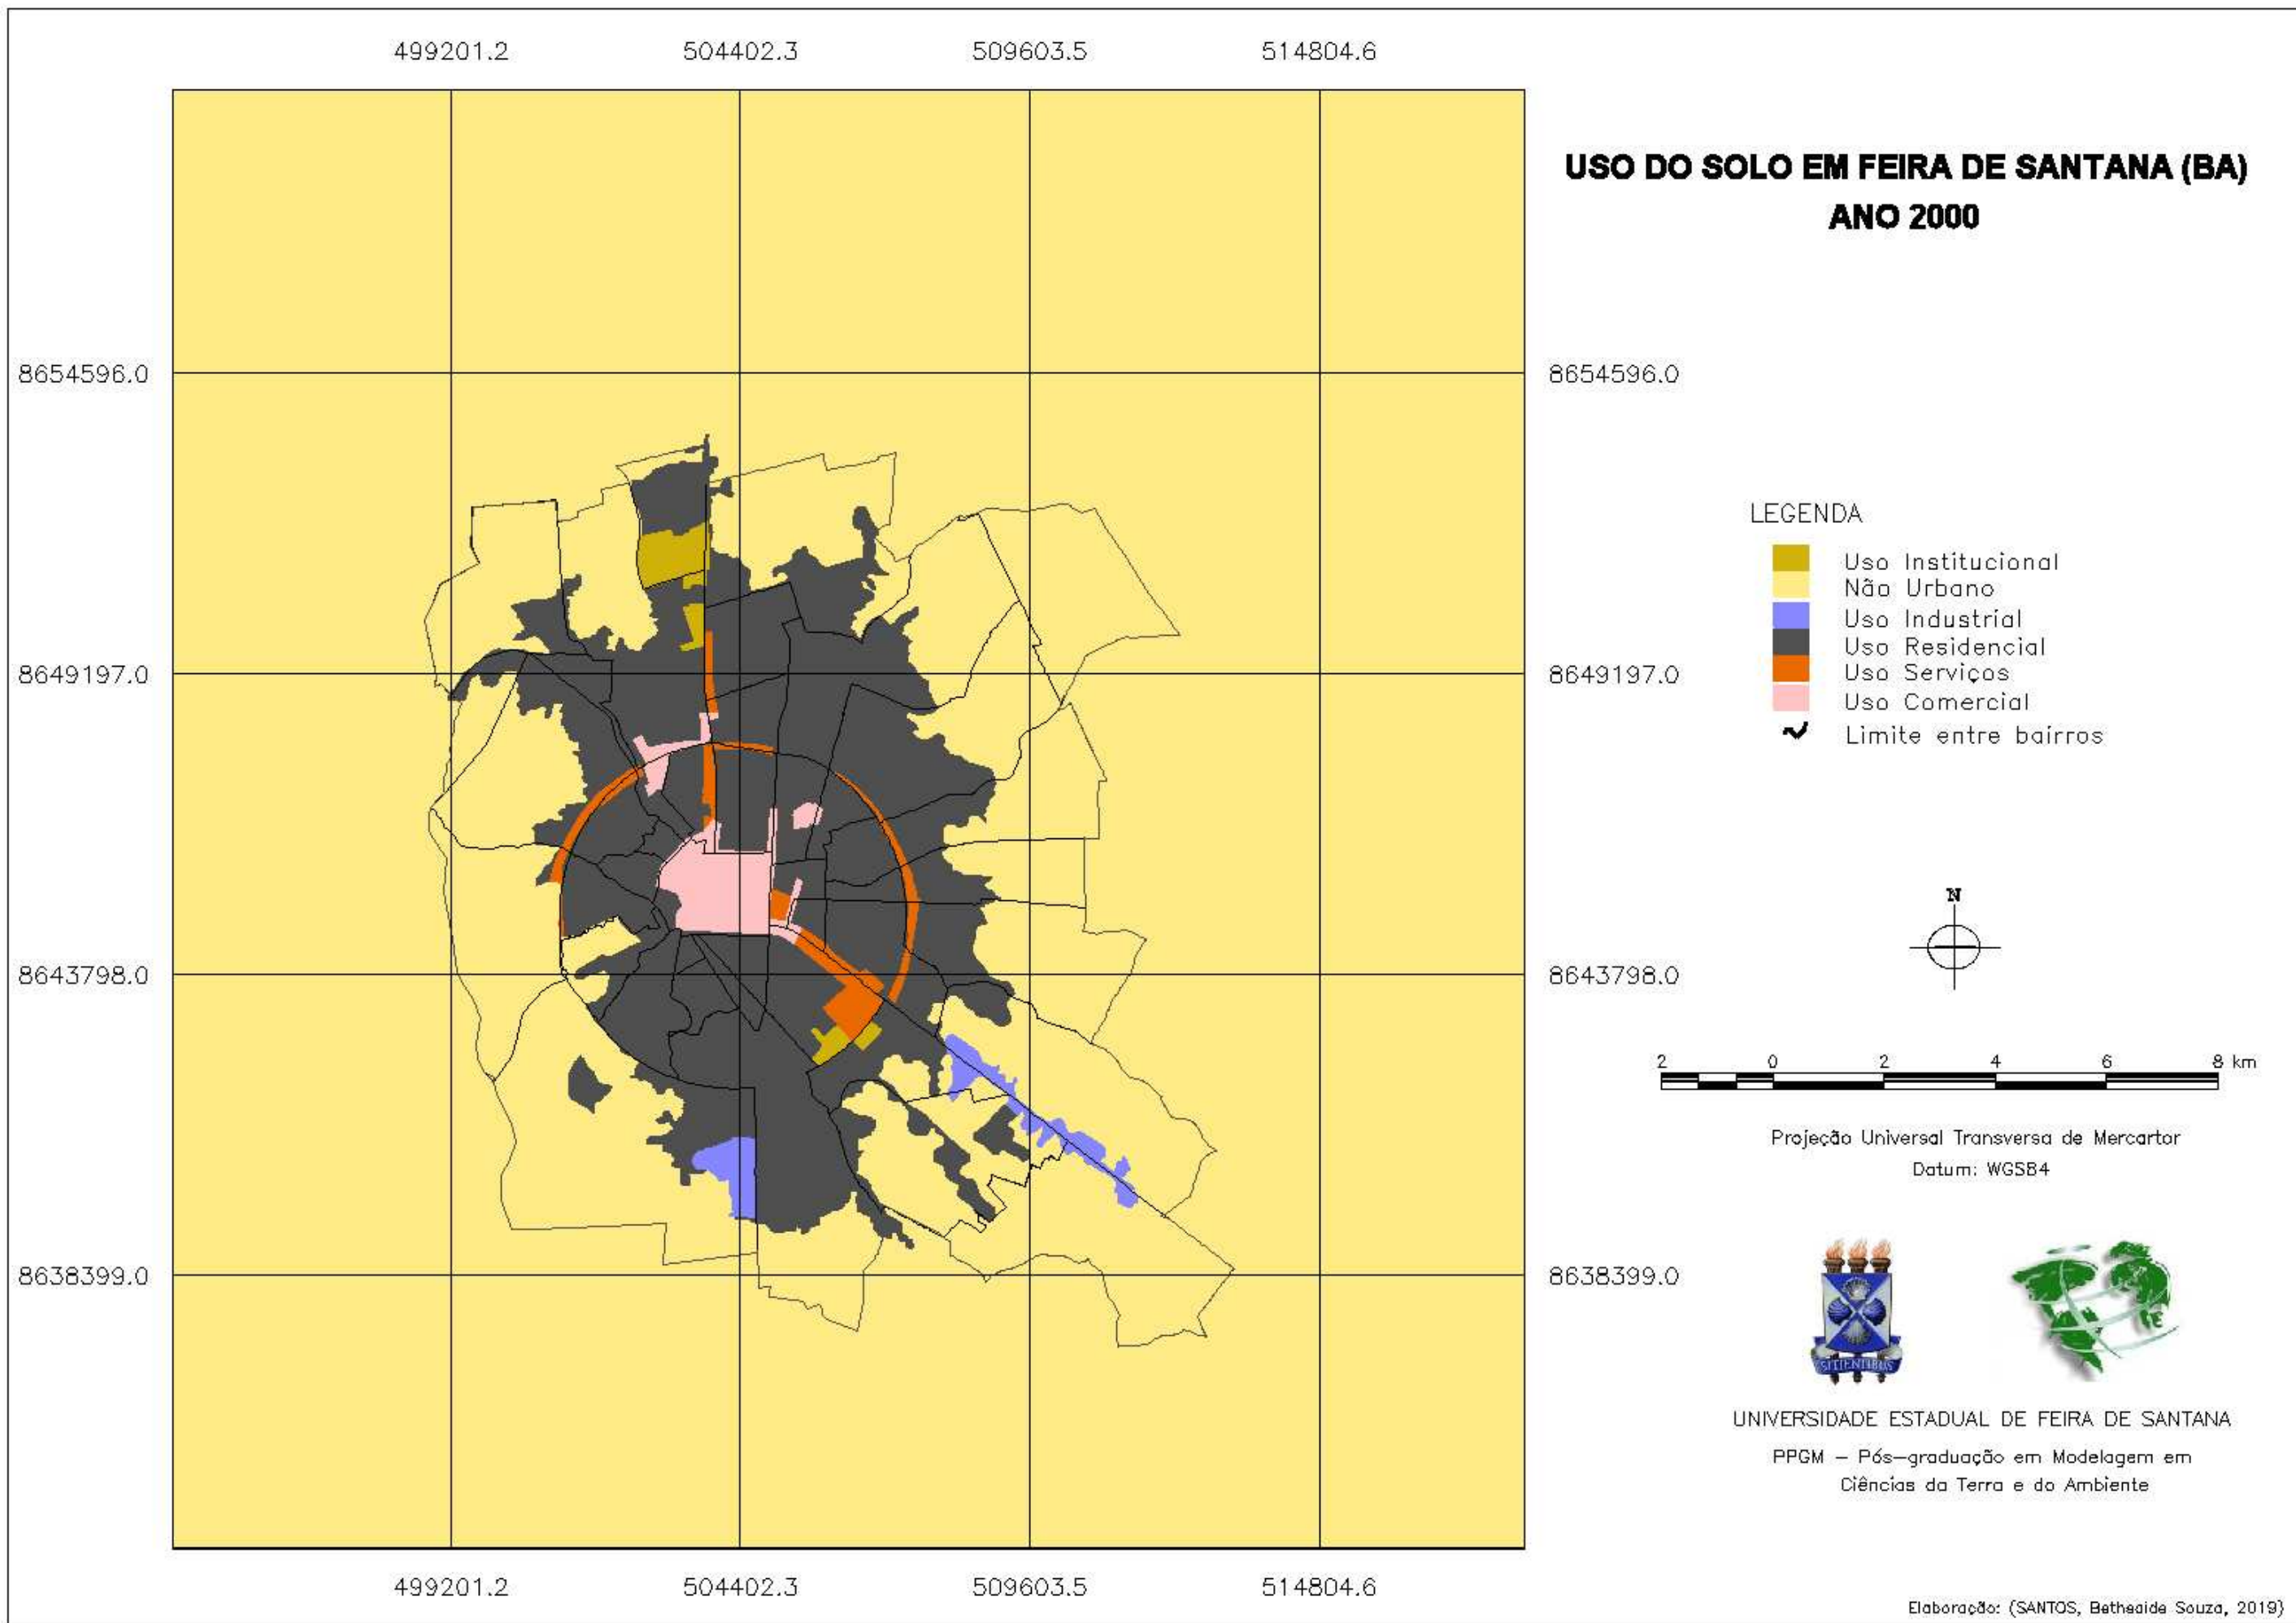 499201.2 504402.3 509603.5 514804.6
USO DO SOLO EM FEIRA DE SANTANA (BA)
ANO 2000
8654596.0 8654596.0
LEGENDA
Uso Institucional
Não Urbano
Uso Industrial
Uso Residencial
Uso Serviços
Uso Comercial
Limite entre bairros
8649197.0 8649197.0
N
8643798.0 8643798.0
2 0 2 4 6 8 km
Projeção Universal Transversa de Mercartor
Datum: WGS84
8638399.0 8638399.0
SITIENTIBUS
UNIVERSIDADE ESTADUAL DE FEIRA DE SANTANA
PPGM – Pós-graduação em Modelagem em
Ciências da Terra e do Ambiente
499201.2 504402.3 509603.5 514804.6
Elaboração: (SANTOS, Betheaide Souza, 2019)